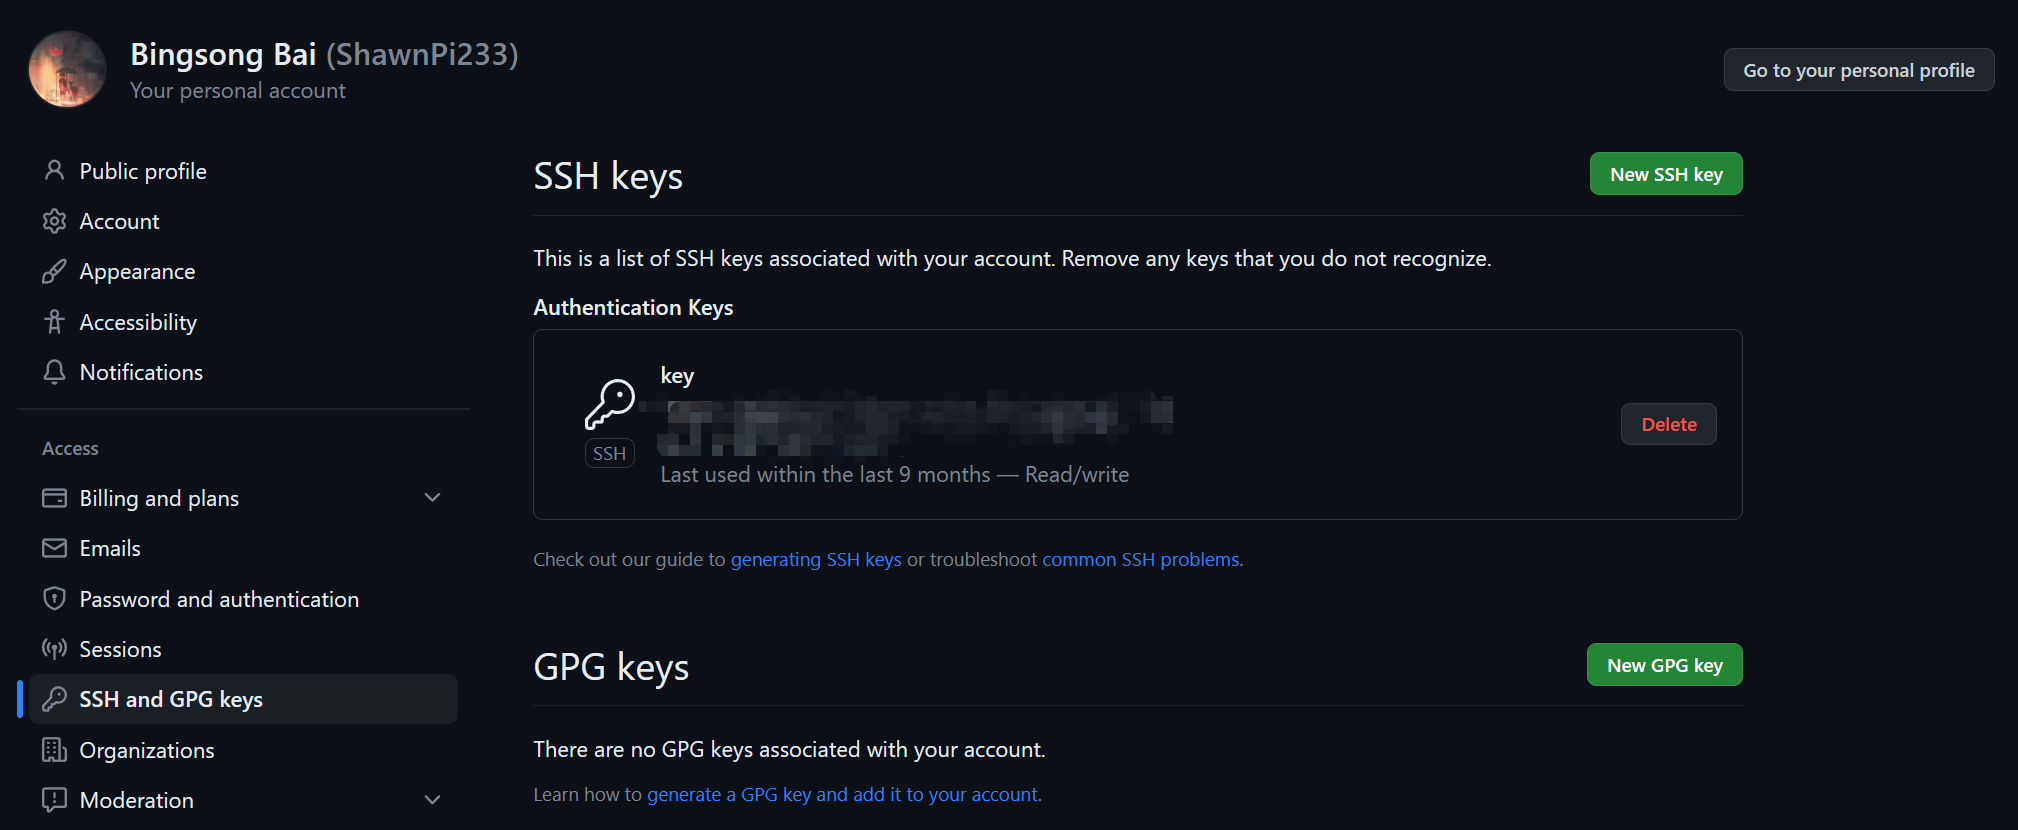 Bingsong Bai (ShawnPi233)
Your personal account
Go to your personal profile
Public profile
Account
Appearance
Accessibility
Notifications
Access
Billing and plans
Emails
Password and authentication
Sessions
SSH and GPG keys
Organizations
Moderation
SSH keys
New SSH key
This is a list of SSH keys associated with your account. Remove any keys that you do not recognize.
Authentication Keys
key
SSH
Last used within the last 9 months — Read/write
Delete
Check out our guide to generating SSH keys or troubleshoot common SSH problems.
GPG keys
New GPG key
There are no GPG keys associated with your account.
Learn how to generate a GPG key and add it to your account.